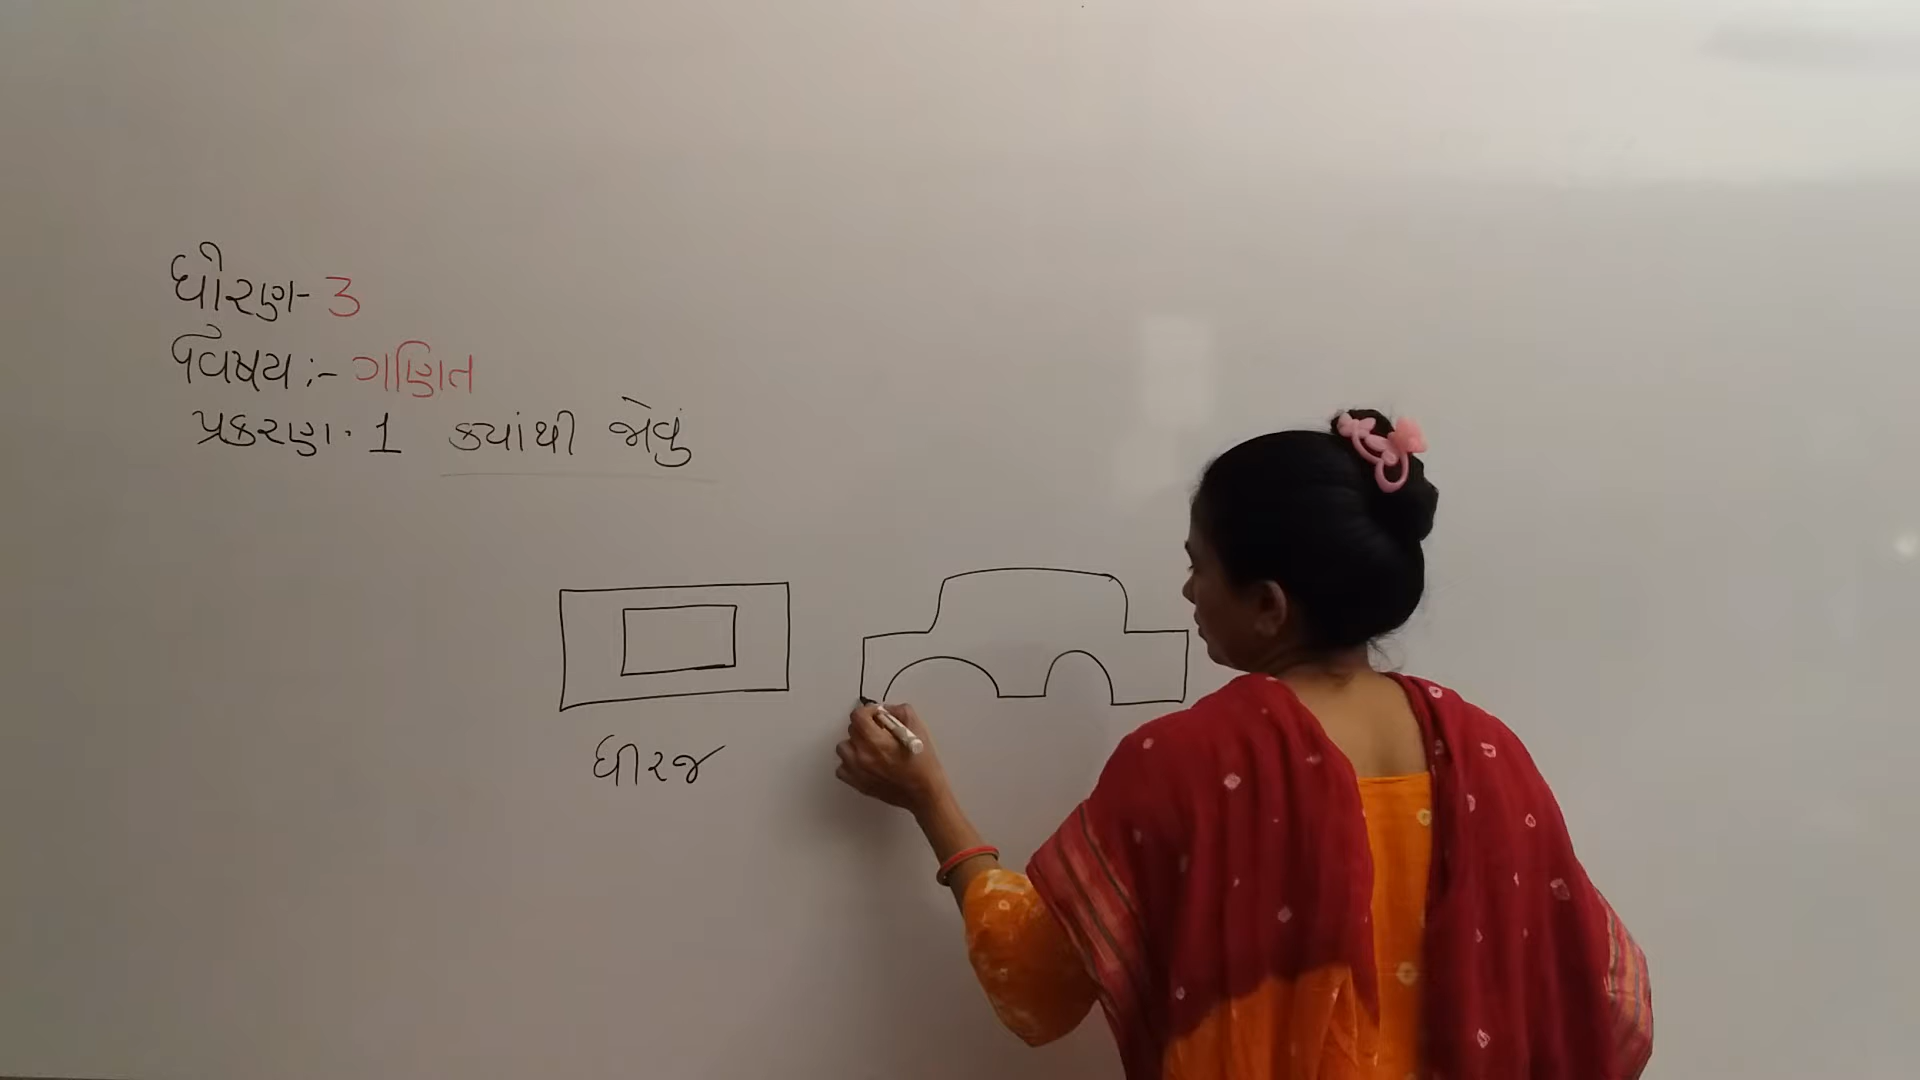 ધોરણ- 3
વિષય :- ગણિત
પ્રકરણ. 1 ક્યાંથી જોવું
ધીરજ